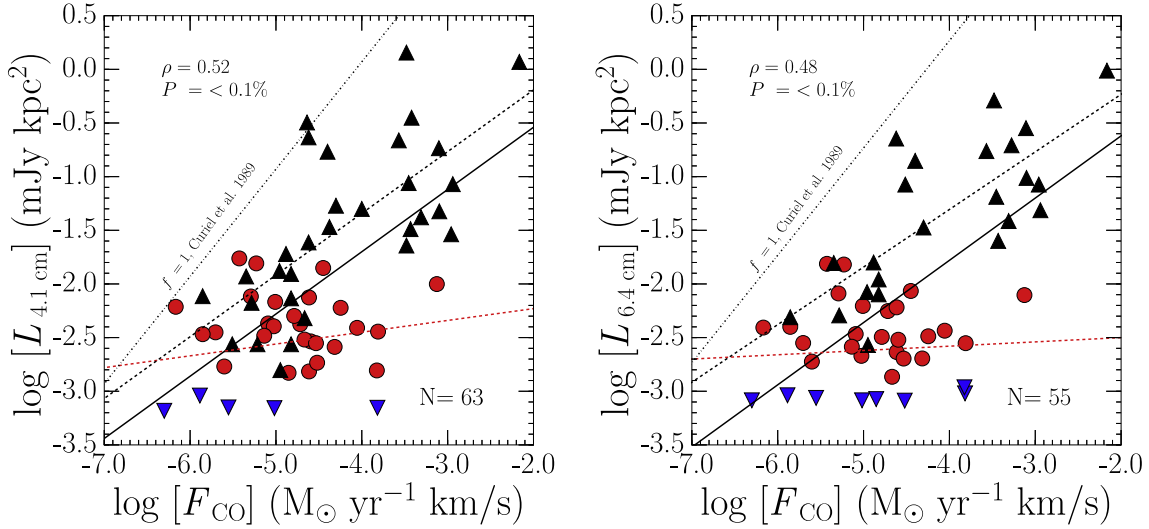 0.5
0.0
-0.5
-1.0
-1.5
-2.0
-2.5
-3.0
-3.5
log [L4.1 cm] (mJy kpc²)
ρ = 0.52
P = < 0.1%
f = 1, Curiel et al. 1989
N= 63
-7.0 -6.0 -5.0 -4.0 -3.0 -2.0
log [FCO] (M⊙ yr⁻¹ km/s)
0.5
0.0
-0.5
-1.0
-1.5
-2.0
-2.5
-3.0
-3.5
log [L6.4 cm] (mJy kpc²)
ρ = 0.48
P = < 0.1%
f = 1, Curiel et al. 1989
N= 55
-7.0 -6.0 -5.0 -4.0 -3.0 -2.0
log [FCO] (M⊙ yr⁻¹ km/s)